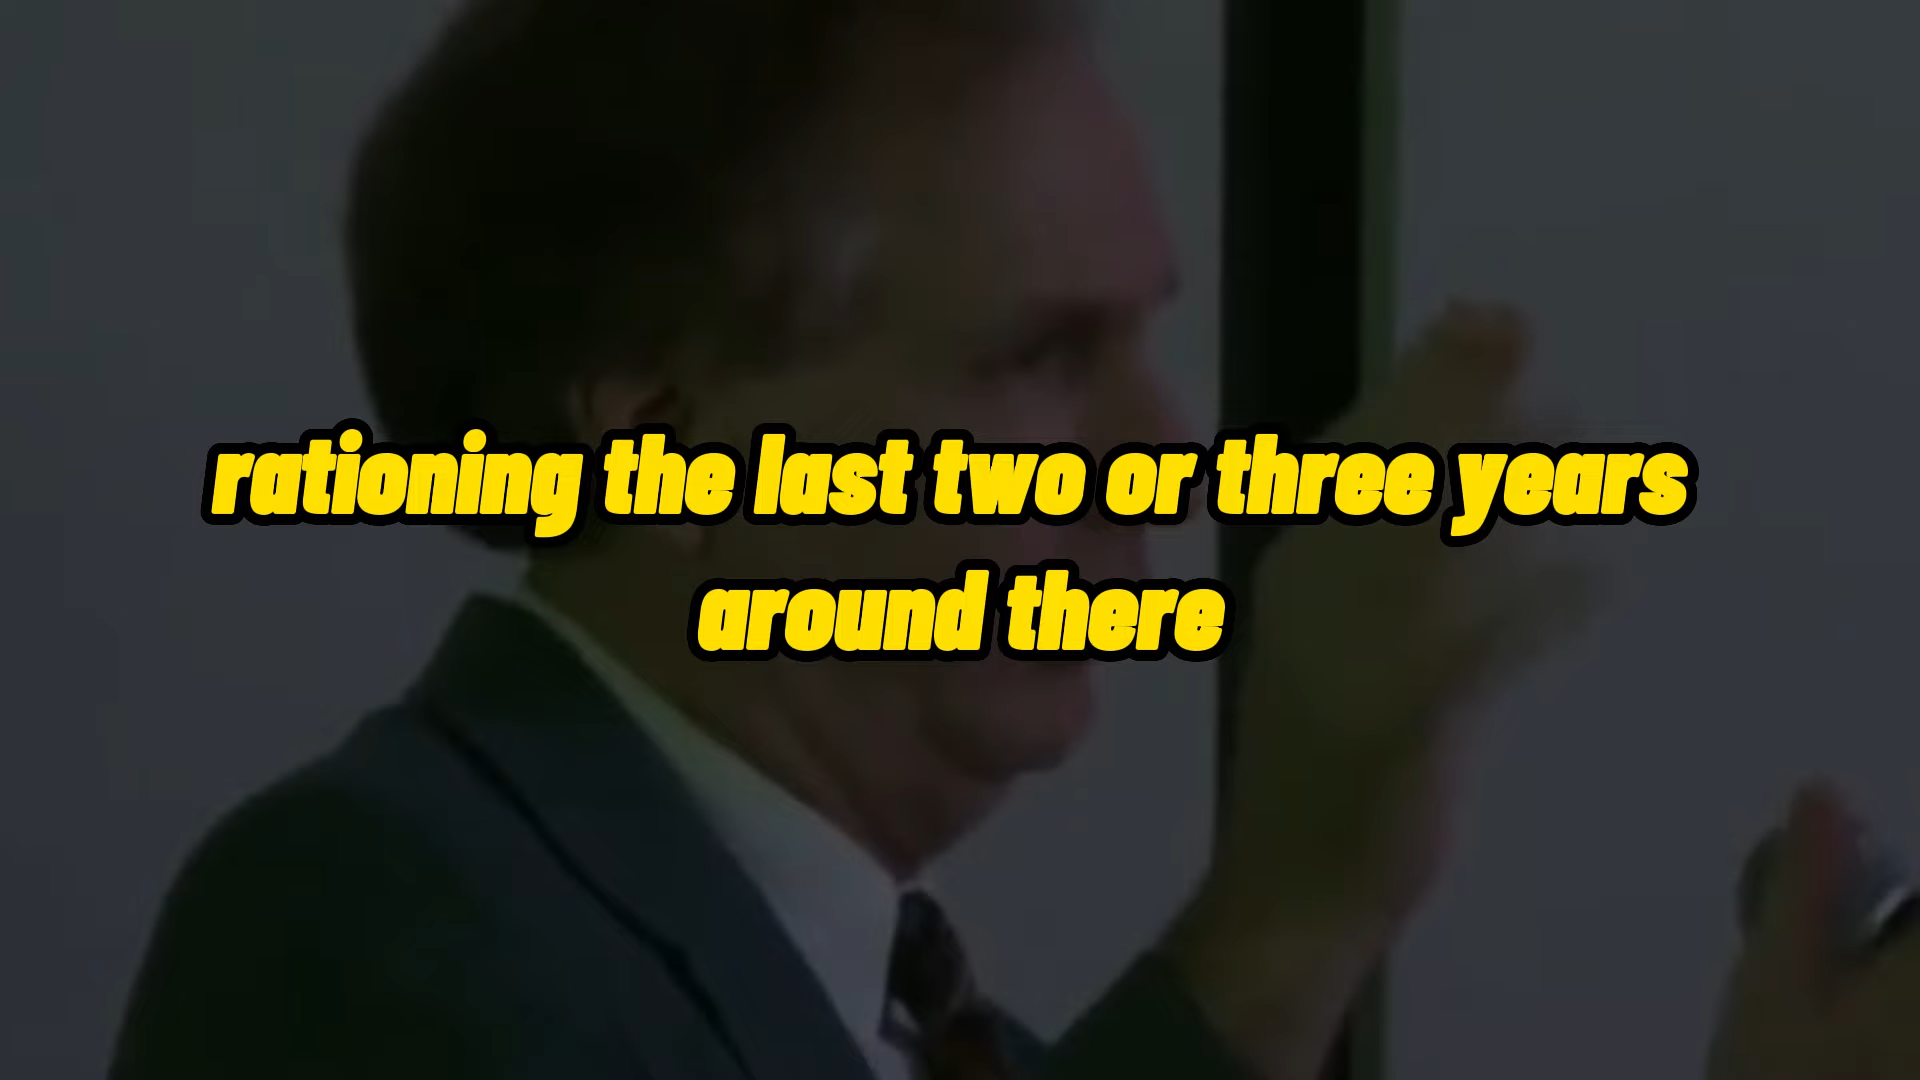 rationing the last two or three years
around there